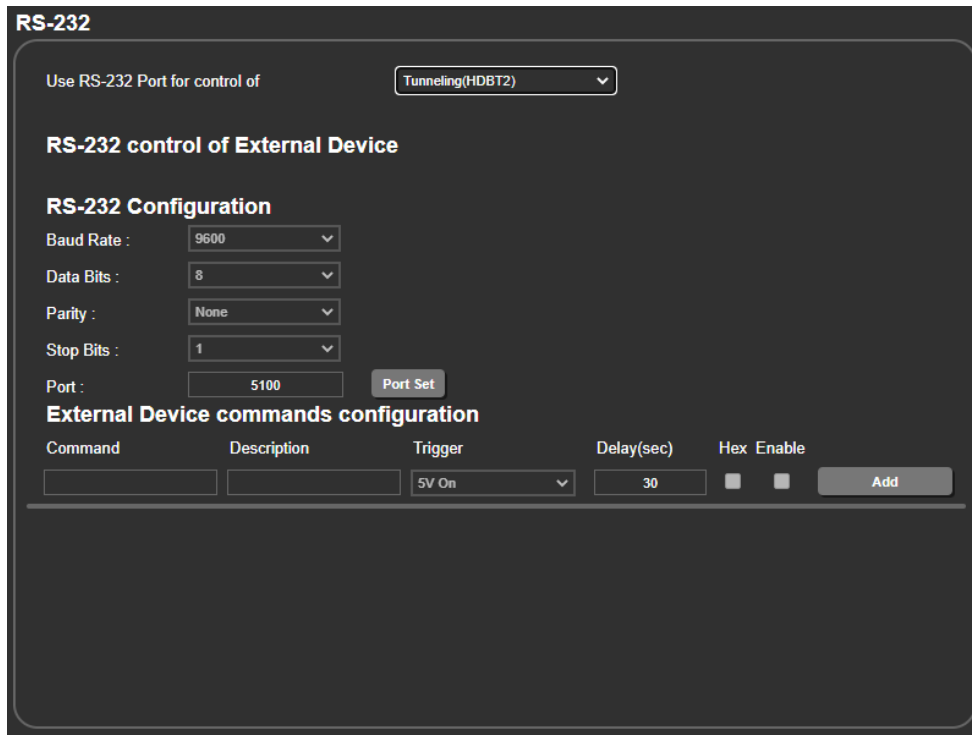 RS-232
Use RS-232 Port for control of Tunneling(HDBT2)
RS-232 control of External Device
RS-232 Configuration
Baud Rate : 9600
Data Bits : 8
Parity : None
Stop Bits : 1
Port : 5100 Port Set
External Device commands configuration
Command Description Trigger Delay(sec) Hex Enable
5V On 30 Add